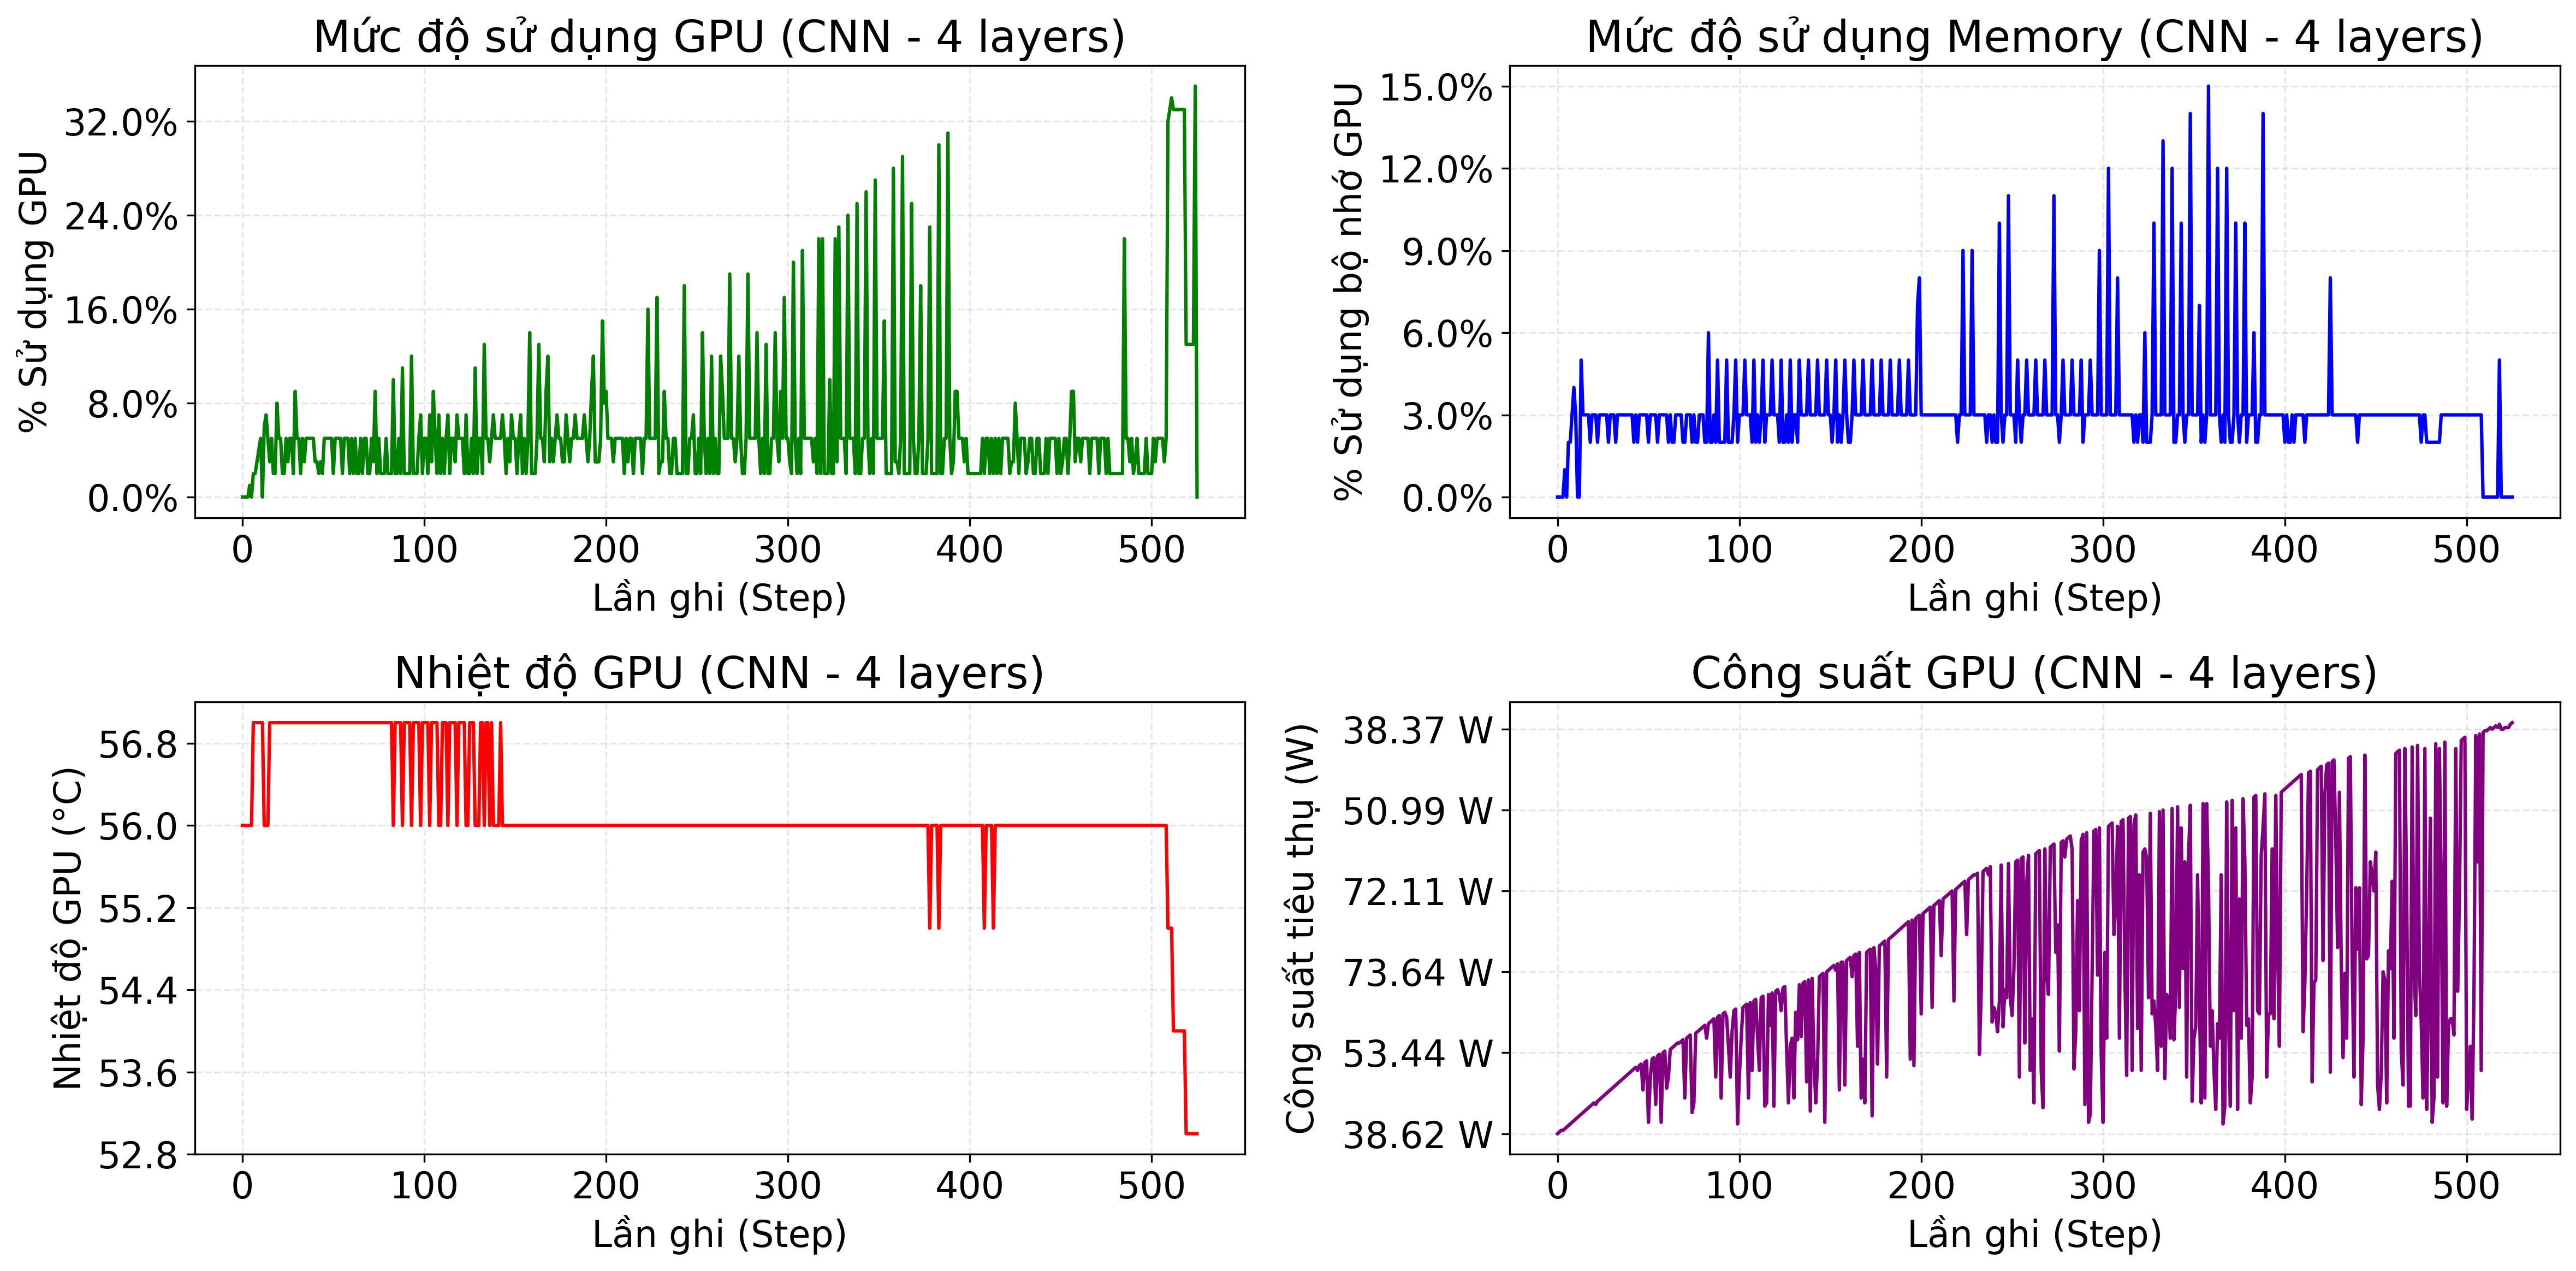 Mức độ sử dụng GPU (CNN - 4 layers)
% Sử dụng GPU
32.0%
24.0%
16.0%
8.0%
0.0%
0 100 200 300 400 500
Lần ghi (Step)
Mức độ sử dụng Memory (CNN - 4 layers)
% Sử dụng bộ nhớ GPU
15.0%
12.0%
9.0%
6.0%
3.0%
0.0%
0 100 200 300 400 500
Lần ghi (Step)
Nhiệt độ GPU (CNN - 4 layers)
Nhiệt độ GPU (°C)
56.8
56.0
55.2
54.4
53.6
52.8
0 100 200 300 400 500
Lần ghi (Step)
Công suất GPU (CNN - 4 layers)
Công suất tiêu thụ (W)
38.37 W
50.99 W
72.11 W
73.64 W
53.44 W
38.62 W
0 100 200 300 400 500
Lần ghi (Step)